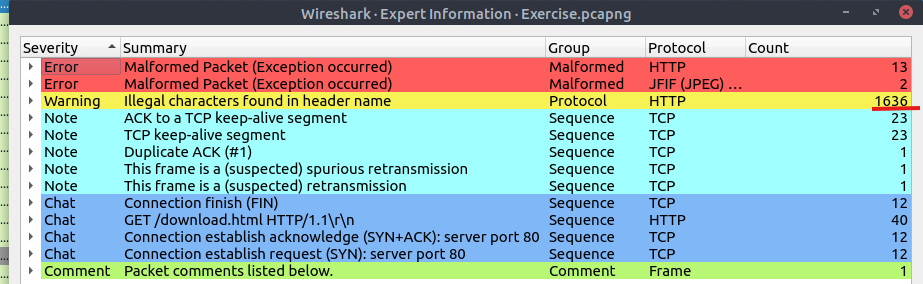 Wireshark · Expert Information · Exercise.pcapng
Severity Summary Group Protocol Count
Error Malformed Packet (Exception occurred) Malformed HTTP 13
Error Malformed Packet (Exception occurred) Malformed JFIF (JPEG) ... 2
Warning Illegal characters found in header name Protocol HTTP 1636
Note ACK to a TCP keep-alive segment Sequence TCP 23
Note TCP keep-alive segment Sequence TCP 23
Note Duplicate ACK (#1) Sequence TCP 1
Note This frame is a (suspected) spurious retransmission Sequence TCP 1
Note This frame is a (suspected) retransmission Sequence TCP 1
Chat Connection finish (FIN) Sequence TCP 12
Chat GET /download.html HTTP/1.1\r\n Sequence HTTP 40
Chat Connection establish acknowledge (SYN+ACK): server port 80 Sequence TCP 12
Chat Connection establish request (SYN): server port 80 Sequence TCP 12
Comment Packet comments listed below. Comment Frame 1